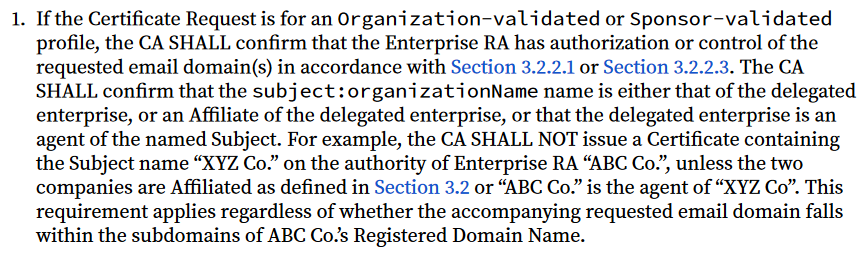 1. If the Certificate Request is for an Organization-validated or Sponsor-validated
profile, the CA SHALL confirm that the Enterprise RA has authorization or control of the
requested email domain(s) in accordance with Section 3.2.2.1 or Section 3.2.2.3. The CA
SHALL confirm that the subject:organizationName name is either that of the delegated
enterprise, or an Affiliate of the delegated enterprise, or that the delegated enterprise is an
agent of the named Subject. For example, the CA SHALL NOT issue a Certificate containing
the Subject name “XYZ Co.” on the authority of Enterprise RA “ABC Co.”, unless the two
companies are Affiliated as defined in Section 3.2 or “ABC Co.” is the agent of “XYZ Co”. This
requirement applies regardless of whether the accompanying requested email domain falls
within the subdomains of ABC Co.’s Registered Domain Name.